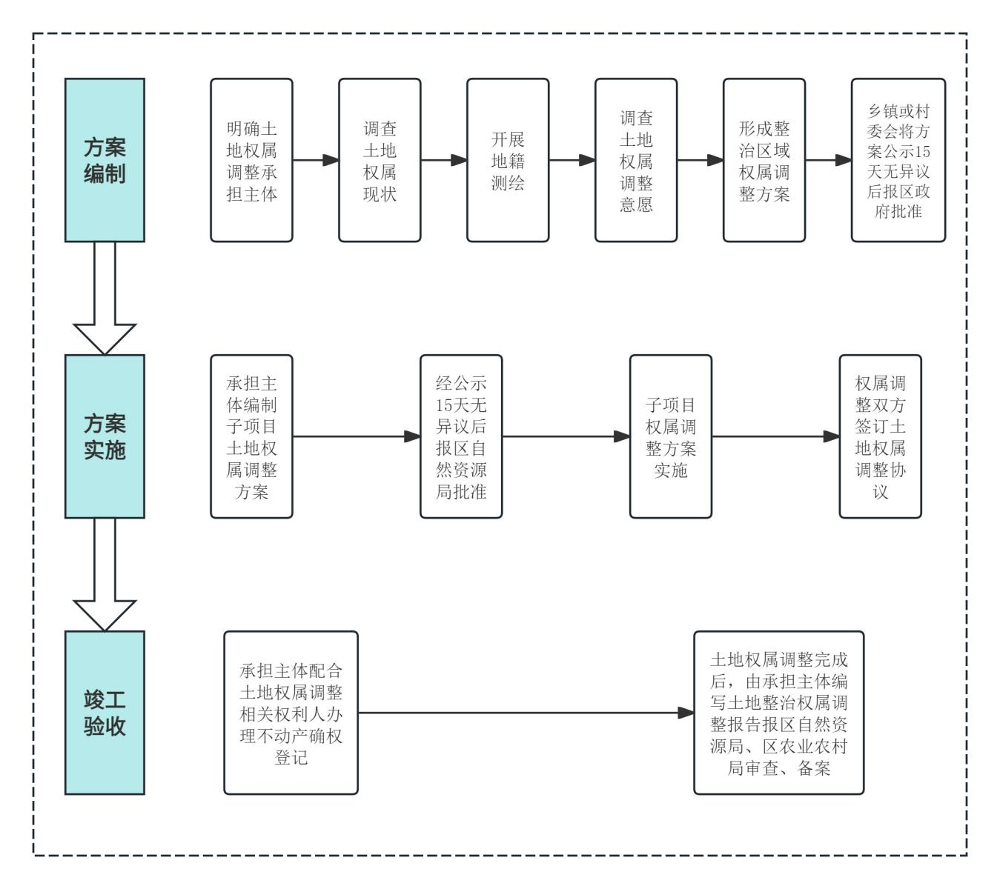 方案
编制
明确土
地权属
调整承
担主体
调查
土地
权属
现状
开展
地籍
测绘
调查
土地
权属
调整
意愿
形成整
治区域
权属调
整方案
乡镇或村
委会将方
案公示15
天无异议
后报区政
府批准
方案
实施
承担主
体编制
子项目
土地权
属调整
方案
经公示
15天无
异议后
报区自
然资源
局批准
子项目
权属调
整方案
实施
权属调
整双方
签订土
地权属
调整协
议
竣工
验收
承担主体配合
土地权属调整
相关权利人办
理不动产确权
登记
土地权属调整完成
后，由承担主体编
写土地整治权属调
整报告报区自然资
源局、区农业农村
局审查、备案